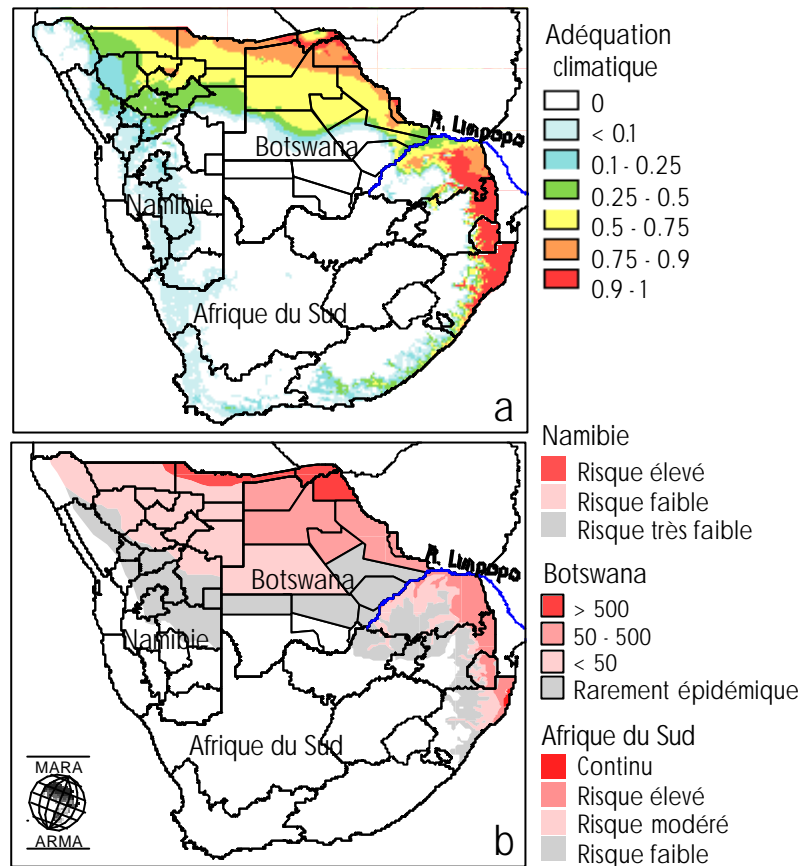 Adéquation
climatique
0
< 0.1
0.1 - 0.25
0.25 - 0.5
0.5 - 0.75
0.75 - 0.9
0.9 - 1
R. Limpopo
Botswana
Namibie
Afrique du Sud
a
Namibie
Risque élevé
Risque faible
Risque très faible
Botswana
> 500
50 - 500
< 50
Rarement épidémique
Afrique du Sud
Continu
Risque élevé
Risque modéré
Risque faible
R. Limpopo
Botswana
Namibie
Afrique du Sud
MARA
ARMA
b